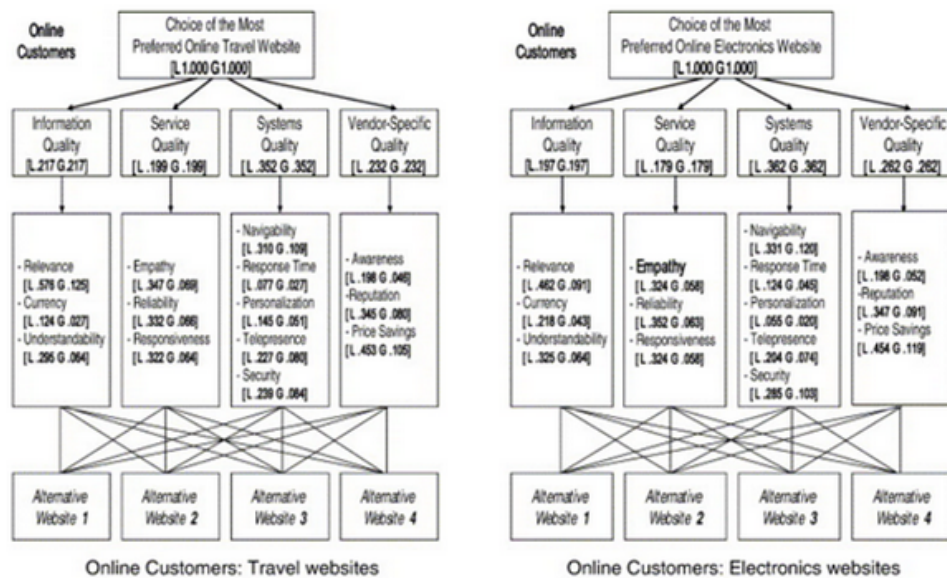 Online
Customers
Choice of the Most
Preferred Online Travel Website
[L 1.000 G 1.000]
Information
Quality
[L .217 G .217]
Service
Quality
[L .199 G .199]
Systems
Quality
[L .352 G .352]
Vendor-Specific
Quality
[L .232 G .232]
- Relevance
[L .576 G .125]
- Currency
[L .124 G .027]
- Understandability
[L .295 G .064]
- Empathy
[L .347 G .069]
- Reliability
[L .332 G .066]
- Responsiveness
[L .322 G .064]
- Navigability
[L .310 G .109]
- Response Time
[L .077 G .027]
- Personalization
[L .145 G .051]
- Telepresence
[L .227 G .080]
- Security
[L .239 G .084]
- Awareness
[L .198 G .046]
-Reputation
[L .345 G .080]
- Price Savings
[L .453 G .105]
Alternative
Website 1
Alternative
Website 2
Alternative
Website 3
Alternative
Website 4
Online Customers: Travel websites
Online
Customers
Choice of the Most
Preferred Online Electronics Website
[L 1.000 G 1.000]
Information
Quality
[L .197 G .197]
Service
Quality
[L .179 G .179]
Systems
Quality
[L .362 G .362]
Vendor-Specific
Quality
[L .262 G .262]
- Relevance
[L .462 G .091]
- Currency
[L .218 G .043]
- Understandability
[L .325 G .064]
- Empathy
[L .324 G .058]
- Reliability
[L .352 G .063]
- Responsiveness
[L .324 G .058]
- Navigability
[L .331 G .120]
- Response Time
[L .124 G .045]
- Personalization
[L .055 G .020]
- Telepresence
[L .204 G .074]
- Security
[L .285 G .103]
- Awareness
[L .198 G .052]
-Reputation
[L .347 G .091]
- Price Savings
[L .454 G .119]
Alternative
Website 1
Alternative
Website 2
Alternative
Website 3
Alternative
Website 4
Online Customers: Electronics websites